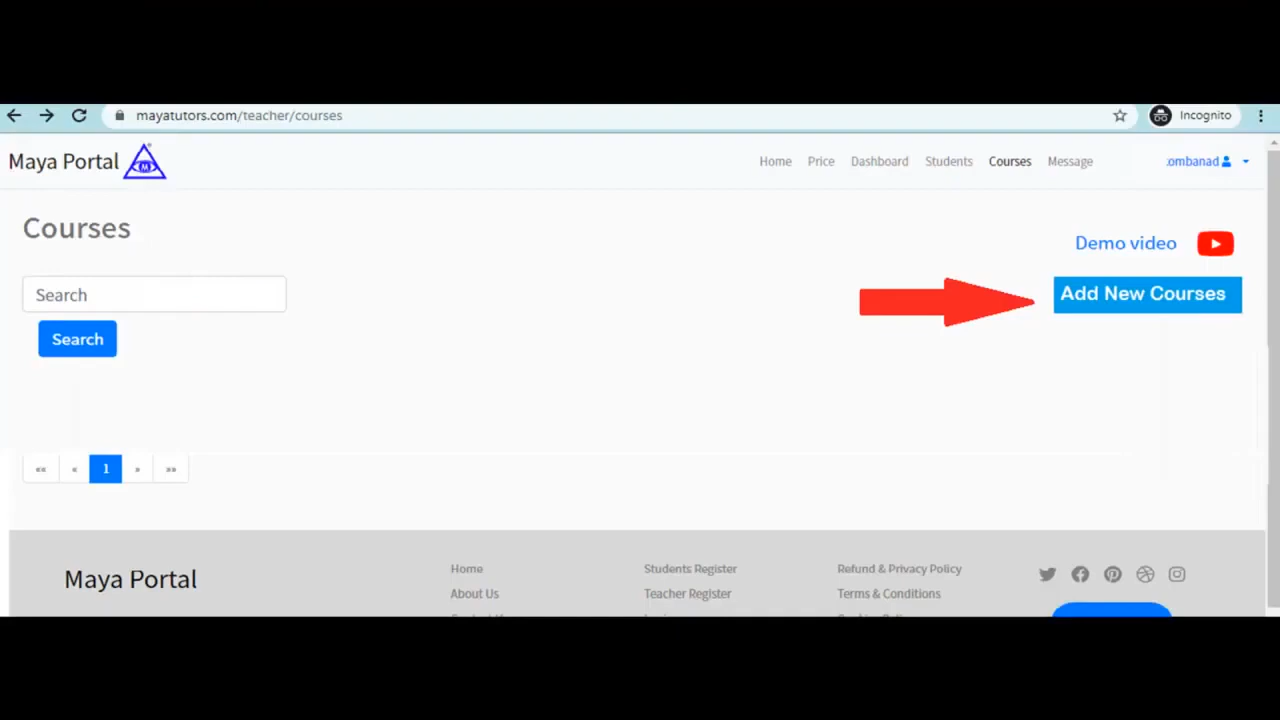 mayatutors.com/teacher/courses
Incognito
Maya Portal
M
Home Price Dashboard Students Courses Message
ombanad
Courses
Demo video
Search
Add New Courses
Search
«« « 1 » »»
Maya Portal
Home
Students Register
Refund & Privacy Policy
About Us
Teacher Register
Terms & Conditions